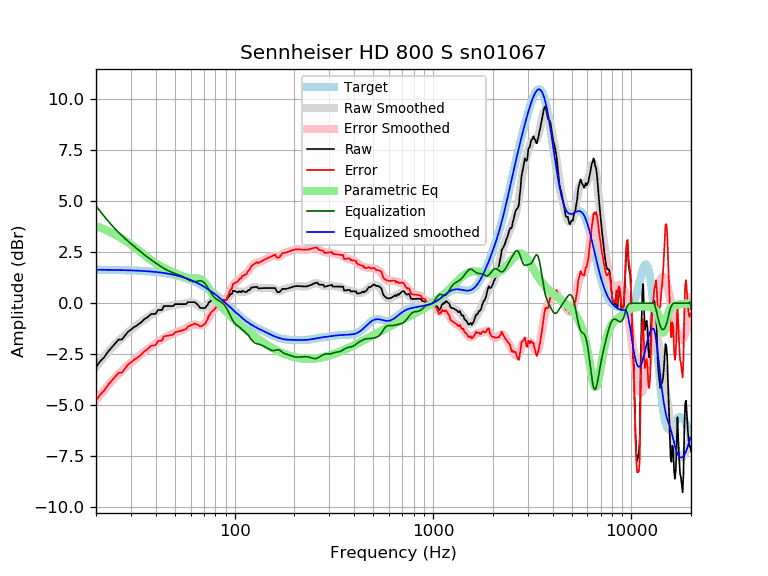 Sennheiser HD 800 S sn01067
Target
Raw Smoothed
Error Smoothed
Raw
Error
Parametric Eq
Equalization
Equalized smoothed
Amplitude (dBr)
10.0
7.5
5.0
2.5
0.0
−2.5
−5.0
−7.5
−10.0
100 1000 10000
Frequency (Hz)